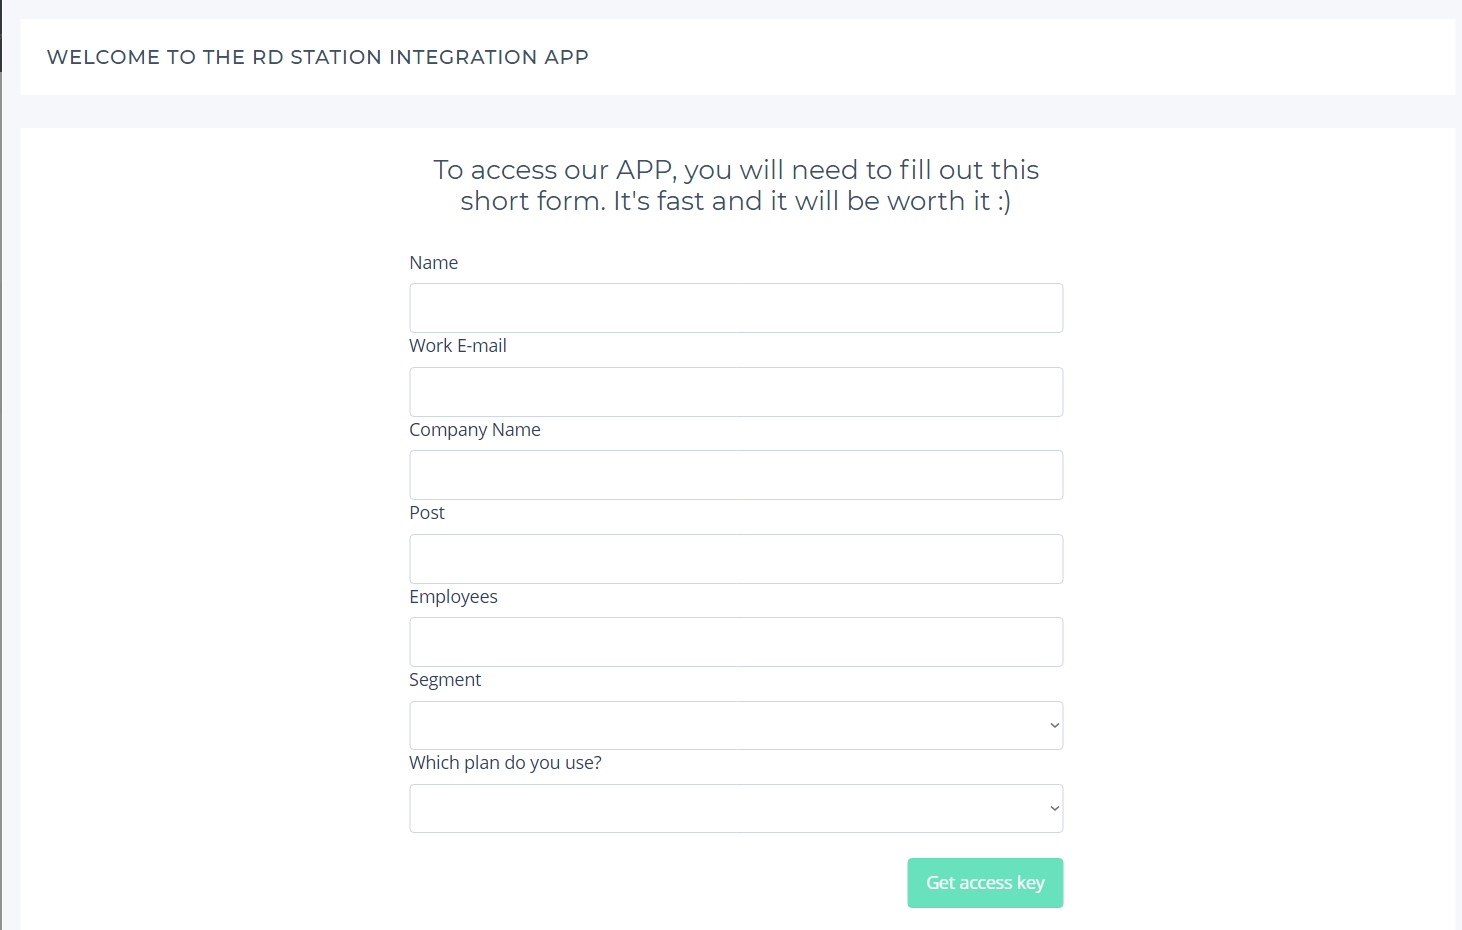 WELCOME TO THE RD STATION INTEGRATION APP
To access our APP, you will need to fill out this
short form. It's fast and it will be worth it :)
Name
Work E-mail
Company Name
Post
Employees
Segment
Which plan do you use?
Get access key